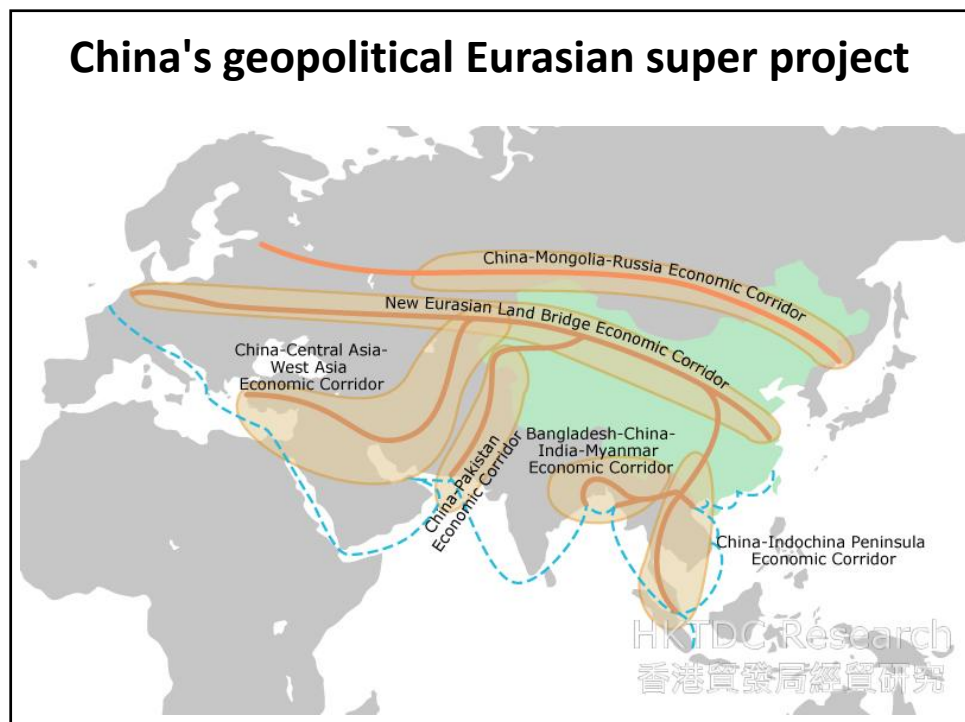 China's geopolitical Eurasian super project
China-Mongolia-Russia Economic Corridor
New Eurasian Land Bridge Economic Corridor
China-Central Asia-
West Asia
Economic Corridor
China-Pakistan
Economic Corridor
Bangladesh-China-
India-Myanmar
Economic Corridor
China-Indochina Peninsula
Economic Corridor
HKTDC Research
香港貿發局經貿研究